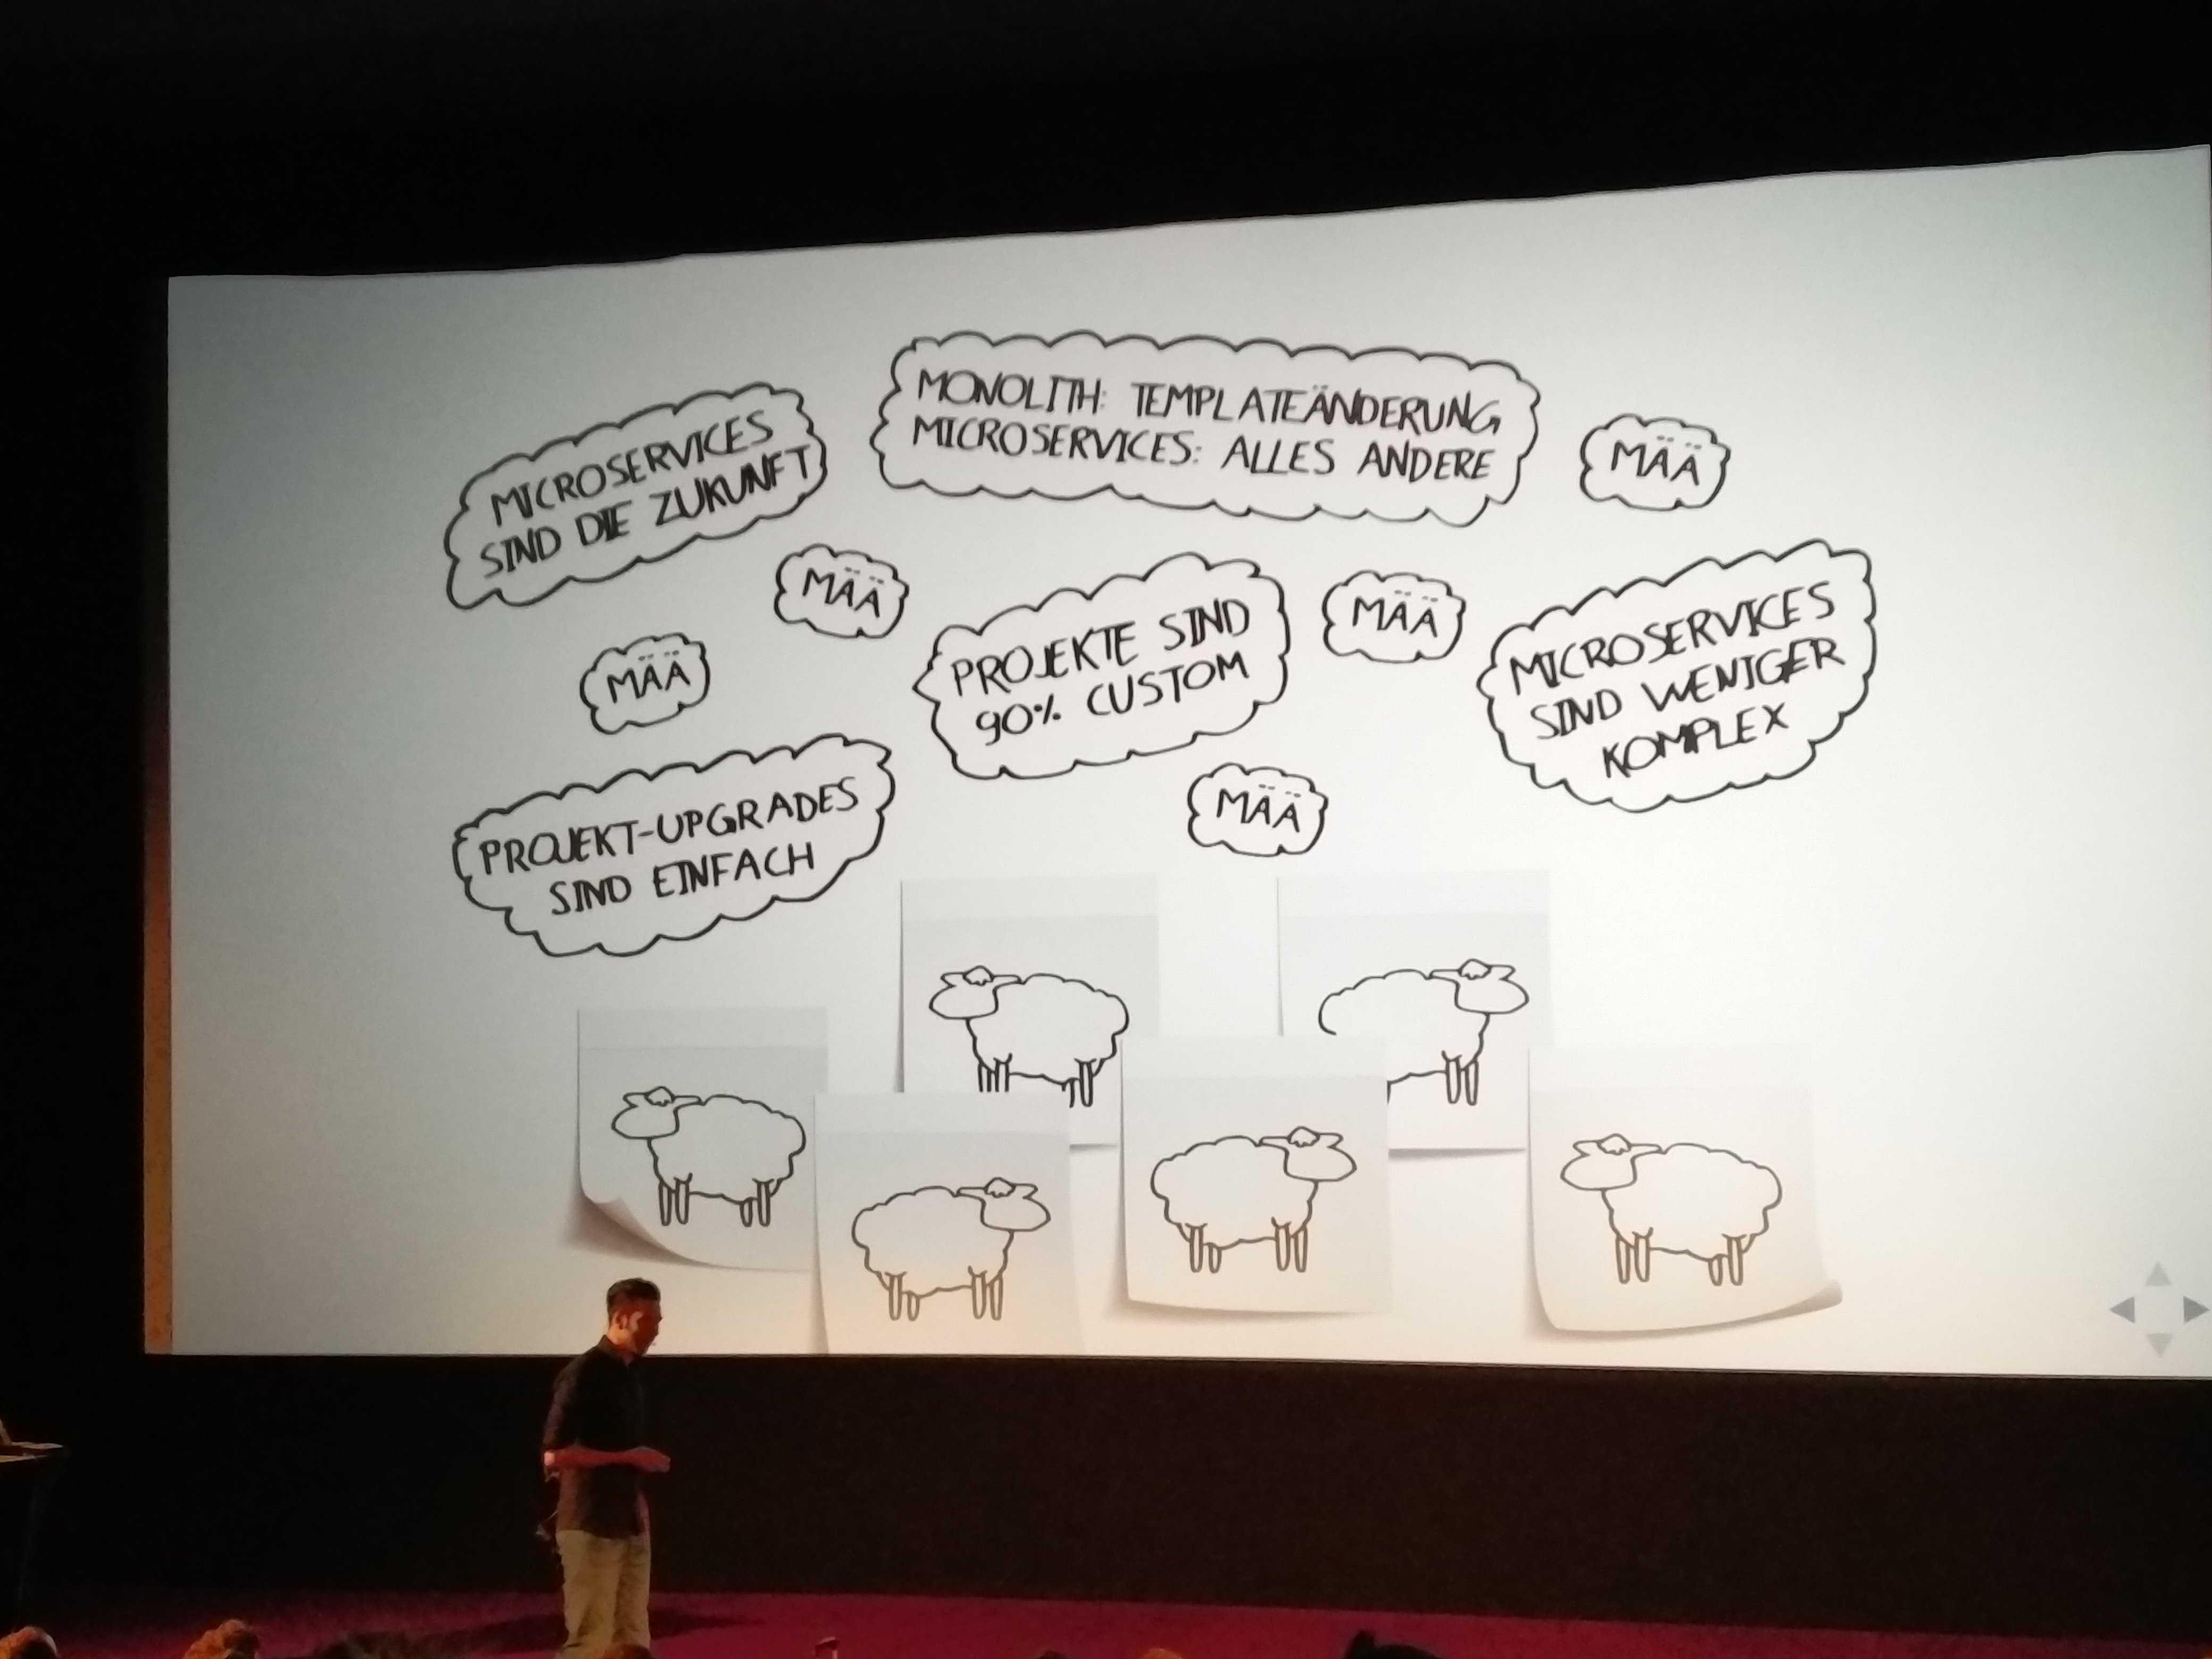 MICROSERVICES
SIND DIE ZUKUNFT
MONOLITH: TEMPLATEÄNDERUNG
MICROSERVICES: ALLES ANDERE
MÄÄ
MÄÄ
MÄÄ
PROJEKTE SIND
90% CUSTOM
MÄÄ
MICROSERVICES
SIND WENIGER
KOMPLEX
PROJEKT-UPGRADES
SIND EINFACH
MÄÄ